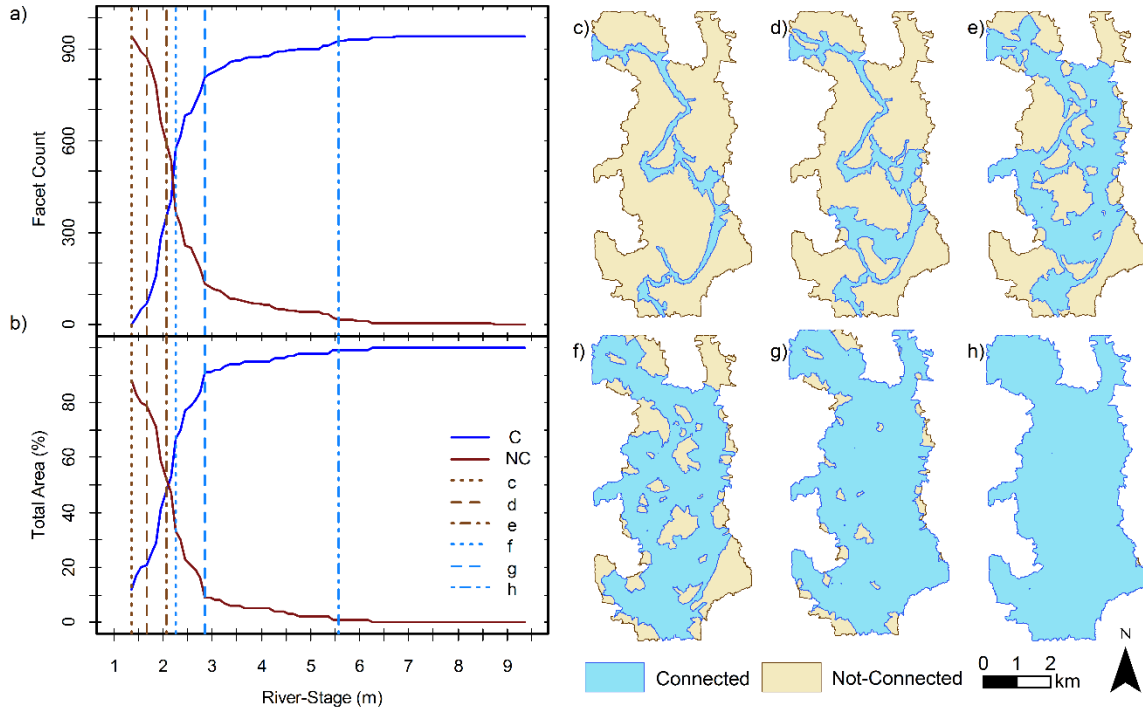 a)
Facet Count
900
600
300
0
b)
Total Area (%)
80
60
40
20
0
C
NC
c
d
e
f
g
h
1 2 3 4 5 6 7 8 9
River-Stage (m)
c)
d)
e)
f)
g)
h)
Connected
Not-Connected
0 1 2
km
N